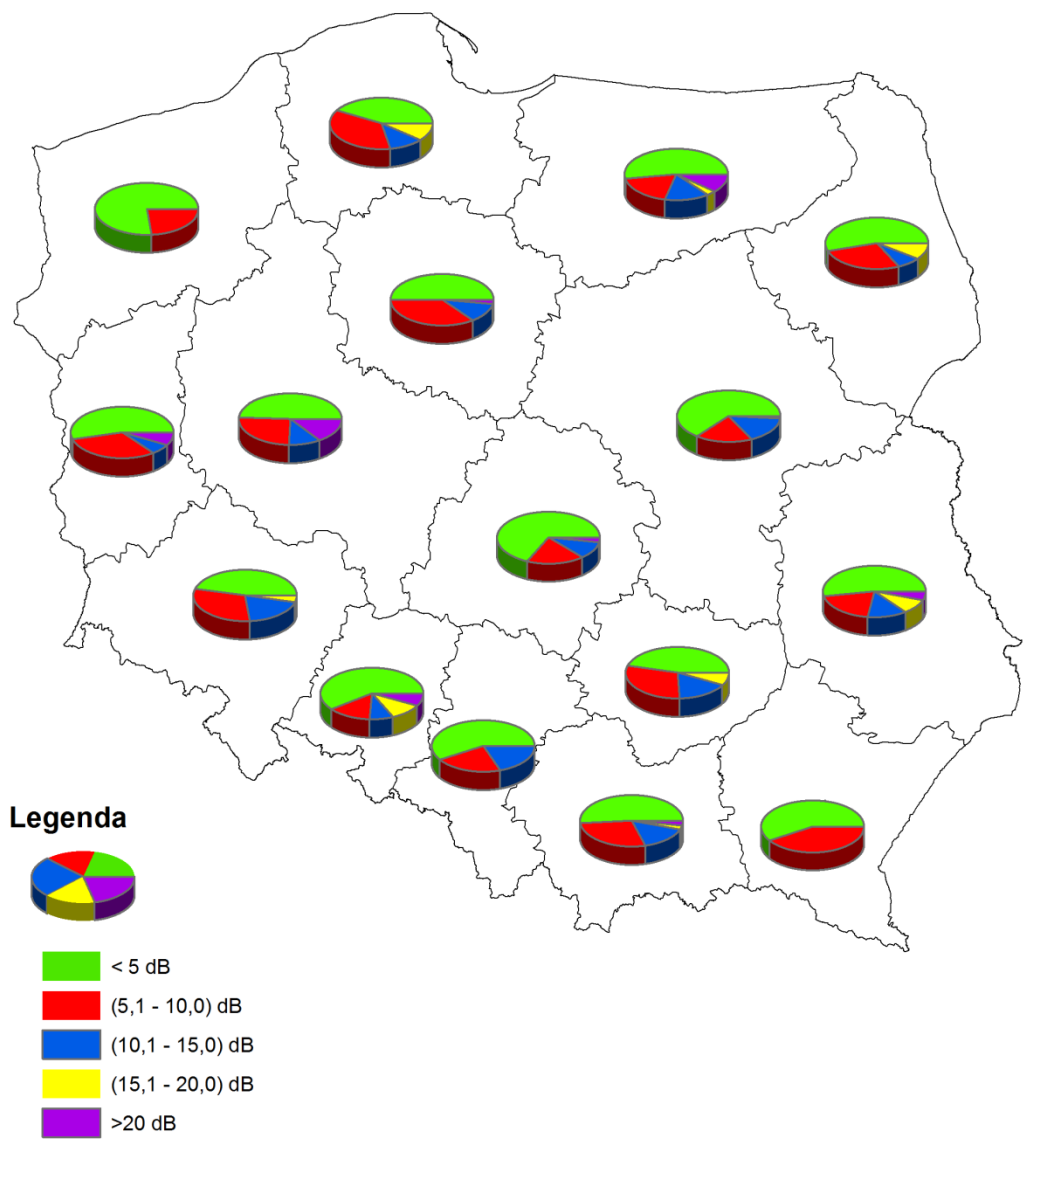 Legenda
< 5 dB
(5,1 - 10,0) dB
(10,1 - 15,0) dB
(15,1 - 20,0) dB
>20 dB